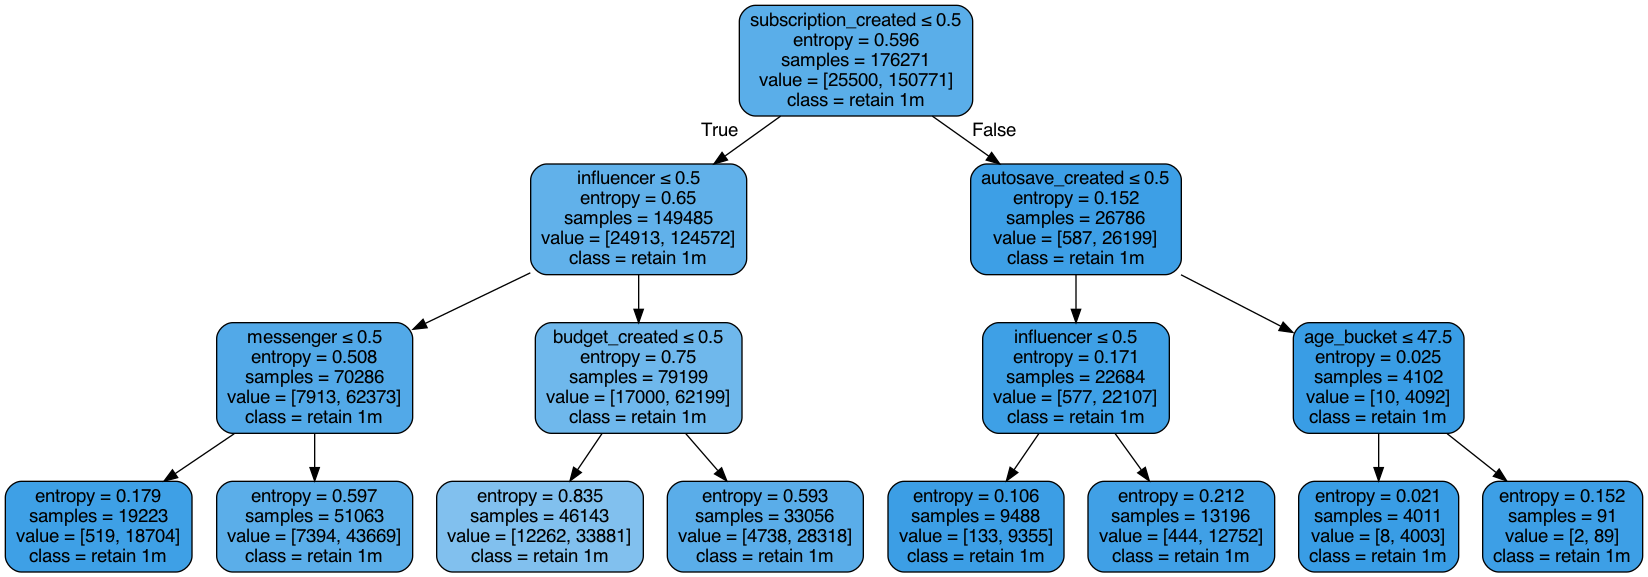 subscription_created ≤ 0.5
entropy = 0.596
samples = 176271
value = [25500, 150771]
class = retain 1m
True
False
influencer ≤ 0.5
entropy = 0.65
samples = 149485
value = [24913, 124572]
class = retain 1m
autosave_created ≤ 0.5
entropy = 0.152
samples = 26786
value = [587, 26199]
class = retain 1m
messenger ≤ 0.5
entropy = 0.508
samples = 70286
value = [7913, 62373]
class = retain 1m
budget_created ≤ 0.5
entropy = 0.75
samples = 79199
value = [17000, 62199]
class = retain 1m
influencer ≤ 0.5
entropy = 0.171
samples = 22684
value = [577, 22107]
class = retain 1m
age_bucket ≤ 47.5
entropy = 0.025
samples = 4102
value = [10, 4092]
class = retain 1m
entropy = 0.179
samples = 19223
value = [519, 18704]
class = retain 1m
entropy = 0.597
samples = 51063
value = [7394, 43669]
class = retain 1m
entropy = 0.835
samples = 46143
value = [12262, 33881]
class = retain 1m
entropy = 0.593
samples = 33056
value = [4738, 28318]
class = retain 1m
entropy = 0.106
samples = 9488
value = [133, 9355]
class = retain 1m
entropy = 0.212
samples = 13196
value = [444, 12752]
class = retain 1m
entropy = 0.021
samples = 4011
value = [8, 4003]
class = retain 1m
entropy = 0.152
samples = 91
value = [2, 89]
class = retain 1m